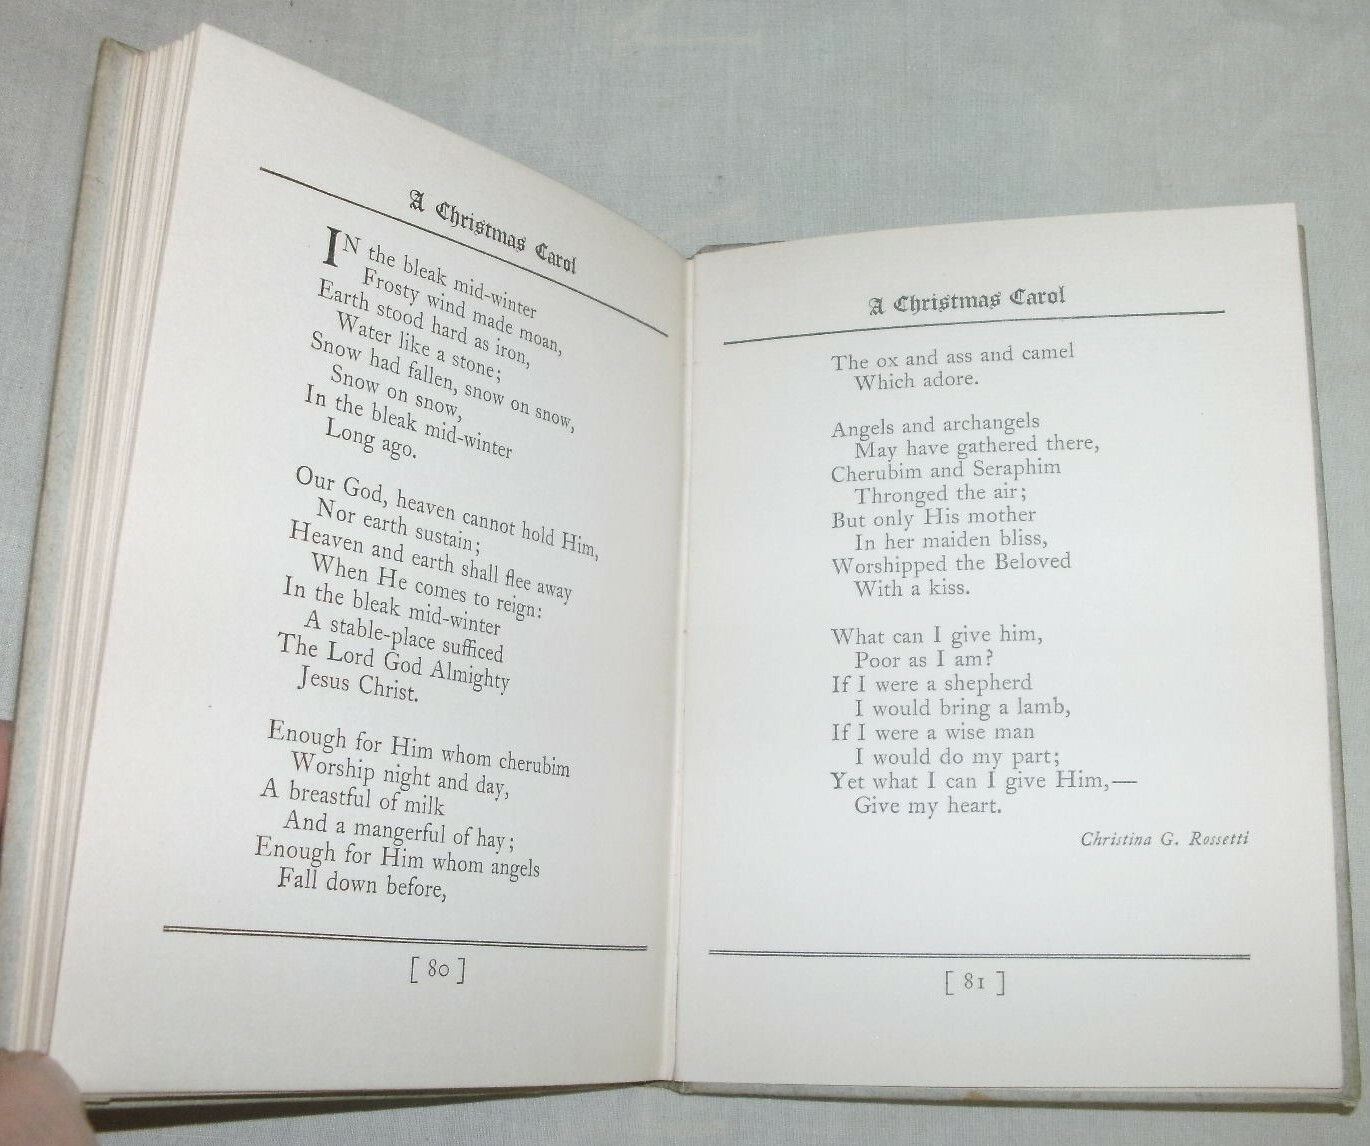 A Christmas Carol
IN the bleak mid-winter
Frosty wind made moan,
Earth stood hard as iron,
Water like a stone;
Snow had fallen, snow on snow,
Snow on snow,
In the bleak mid-winter
Long ago.
Our God, heaven cannot hold Him,
Nor earth sustain;
Heaven and earth shall flee away
When He comes to reign:
In the bleak mid-winter
A stable-place sufficed
The Lord God Almighty
Jesus Christ.
Enough for Him whom cherubim
Worship night and day,
A breastful of milk
And a mangerful of hay;
Enough for Him whom angels
Fall down before,
[ 80 ]
A Christmas Carol
The ox and ass and camel
Which adore.
Angels and archangels
May have gathered there,
Cherubim and Seraphim
Thronged the air;
But only His mother
In her maiden bliss,
Worshipped the Beloved
With a kiss.
What can I give him,
Poor as I am?
If I were a shepherd
I would bring a lamb,
If I were a wise man
I would do my part;
Yet what I can I give Him,—
Give my heart.
Christina G. Rossetti
[ 81 ]